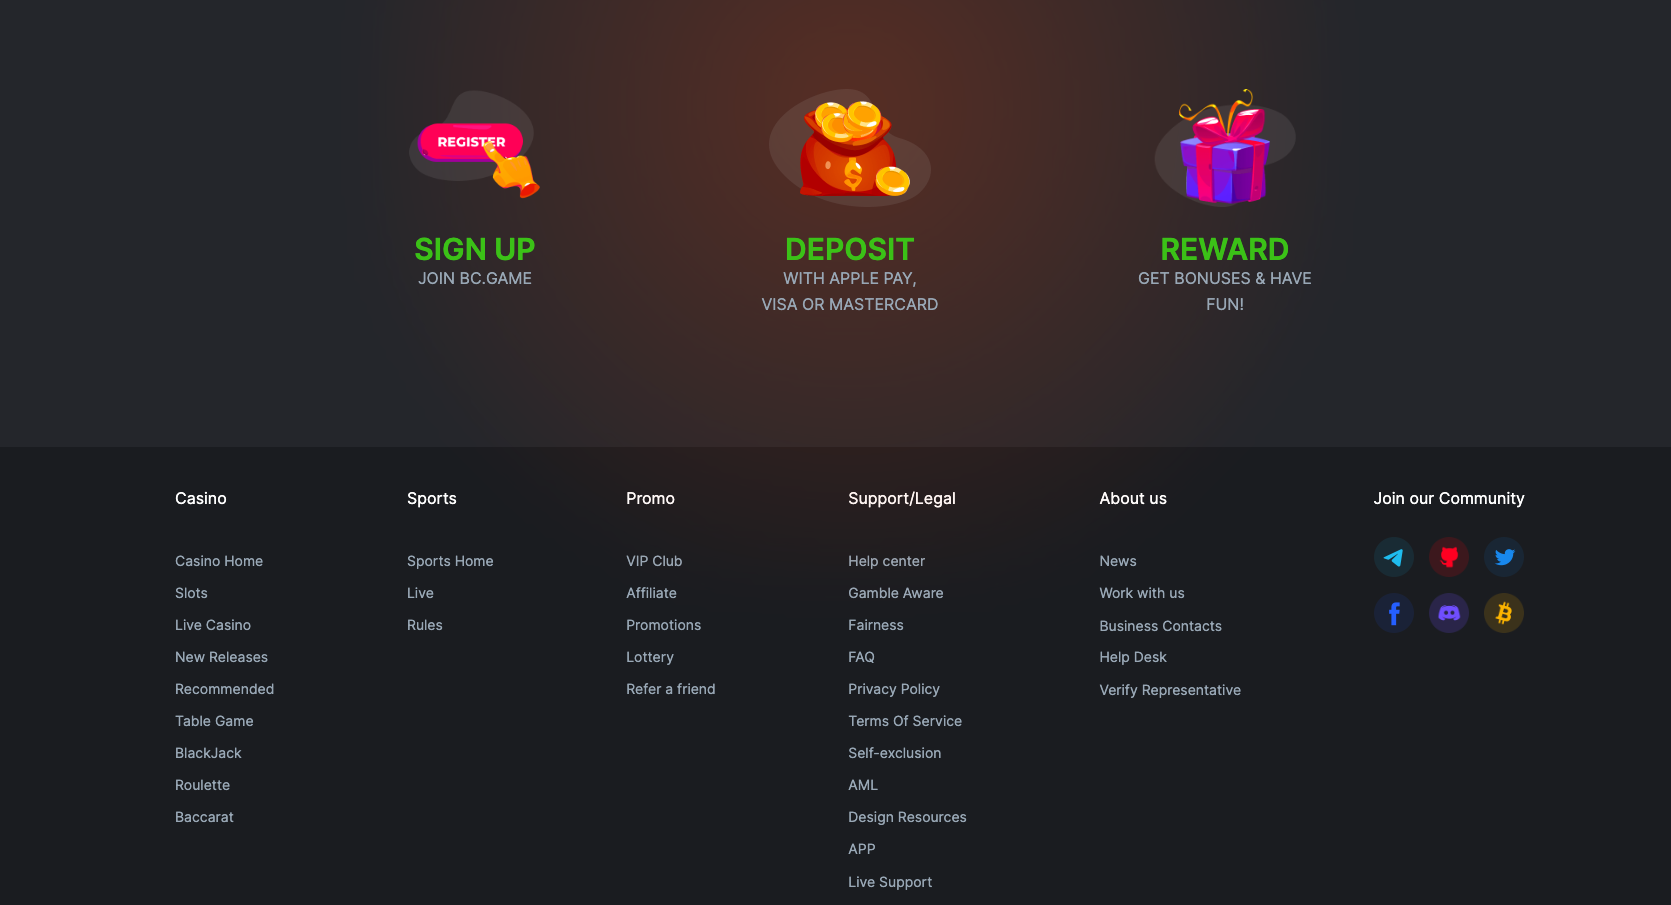 REGISTER
SIGN UP
JOIN BC.GAME
$
DEPOSIT
WITH APPLE PAY,
VISA OR MASTERCARD
REWARD
GET BONUSES & HAVE
FUN!
Casino
Casino Home
Slots
Live Casino
New Releases
Recommended
Table Game
BlackJack
Roulette
Baccarat
Sports
Sports Home
Live
Rules
Promo
VIP Club
Affiliate
Promotions
Lottery
Refer a friend
Support/Legal
Help center
Gamble Aware
Fairness
FAQ
Privacy Policy
Terms Of Service
Self-exclusion
AML
Design Resources
APP
Live Support
About us
News
Work with us
Business Contacts
Help Desk
Verify Representative
Join our Community